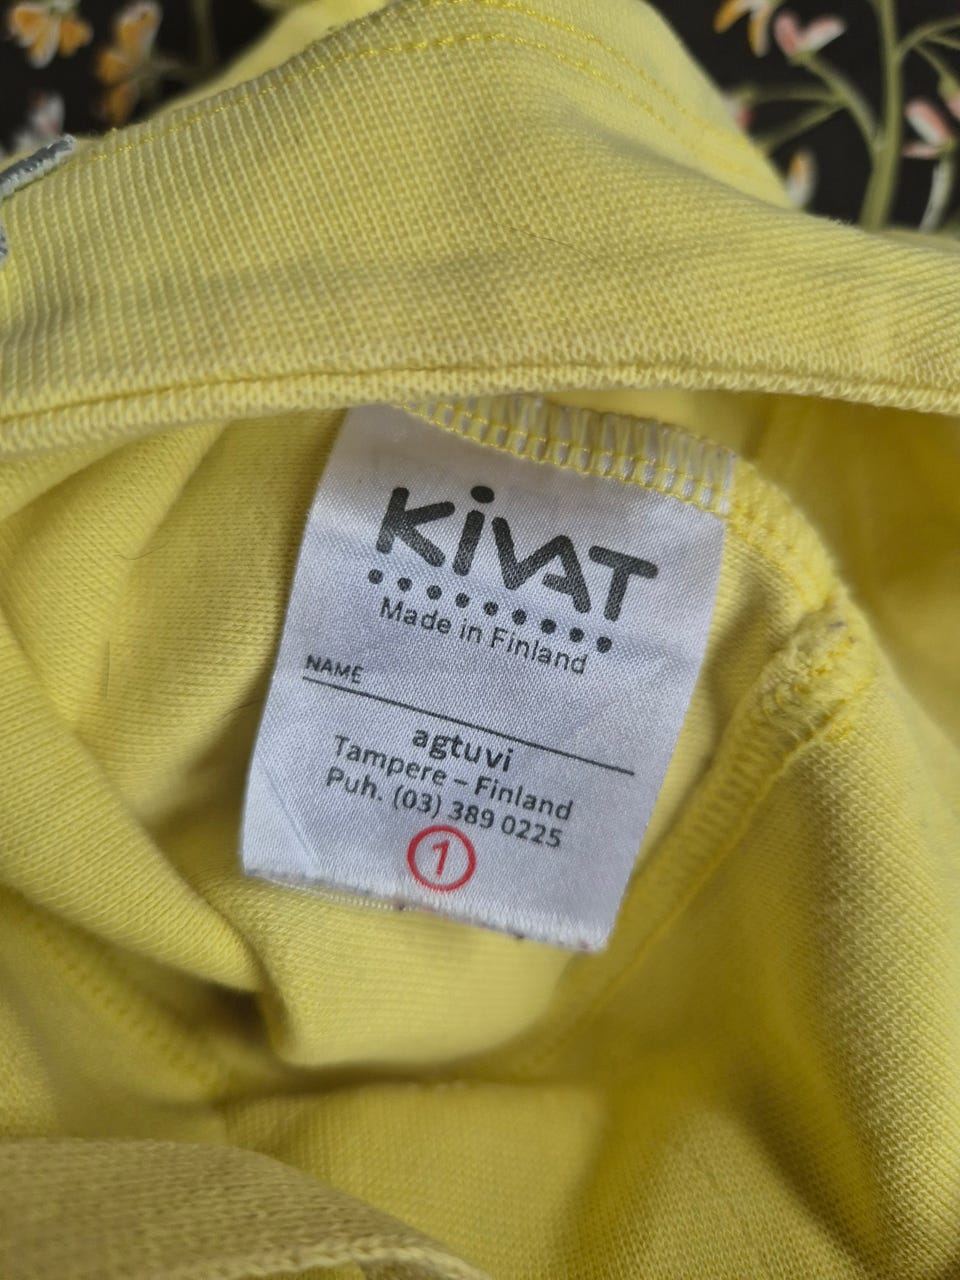 KiVAT
Made in Finland
NAME
agtuvi
Tampere – Finland
Puh. (03) 389 0225
1